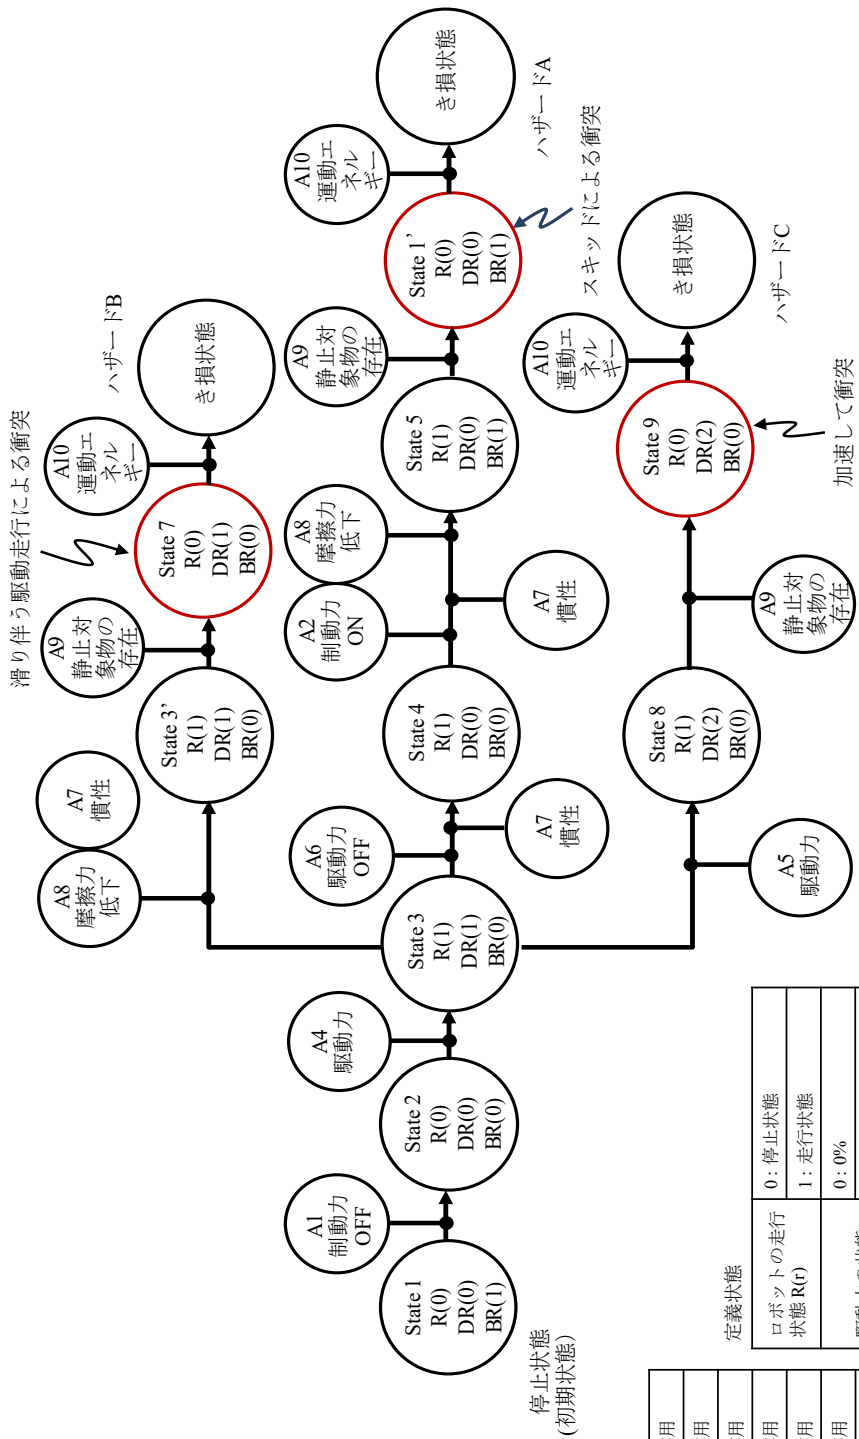 停止状態
(初期状態)
State 1
R(0)
DR(0)
BR(1)
A1
制動力
OFF
State 2
R(0)
DR(0)
BR(0)
A4
駆動力
State 3
R(1)
DR(1)
BR(0)
A8
摩擦力
低下
A7
慣性
State 3’
R(1)
DR(1)
BR(0)
A9
静止対
象物の
存在
滑り伴う駆動走行による衝突
State 7
R(0)
DR(1)
BR(0)
A10
運動エ
ネル
ギー
き損状態
ハザードB
A6
駆動力
OFF
A7
慣性
State 4
R(1)
DR(0)
BR(0)
A2
制動力
ON
A8
摩擦力
低下
A7
慣性
State 5
R(1)
DR(0)
BR(1)
A9
静止対
象物の
存在
State 1’
R(0)
DR(0)
BR(1)
スキッドによる衝突
A10
運動エ
ネル
ギー
き損状態
ハザードA
A5
駆動力
State 8
R(1)
DR(2)
BR(0)
A9
静止対
象物の
存在
State 9
R(0)
DR(2)
BR(0)
加速して衝突
A10
運動エ
ネル
ギー
き損状態
ハザードC
定義状態
ロボットの走行
状態 R(r)
0 : 停止状態
1 : 走行状態
0 : 0%
用
用
用
用
用
用